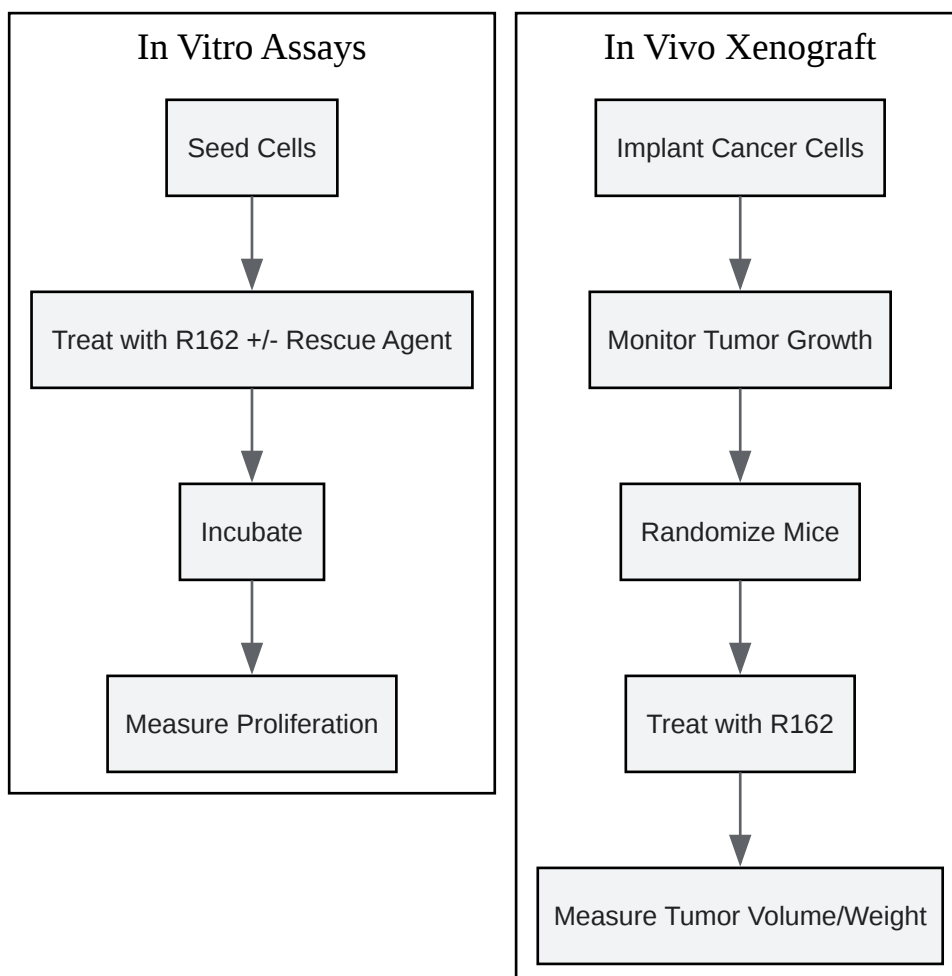 In Vitro Assays
Seed Cells
Treat with R162 +/- Rescue Agent
Incubate
Measure Proliferation
In Vivo Xenograft
Implant Cancer Cells
Monitor Tumor Growth
Randomize Mice
Treat with R162
Measure Tumor Volume/Weight